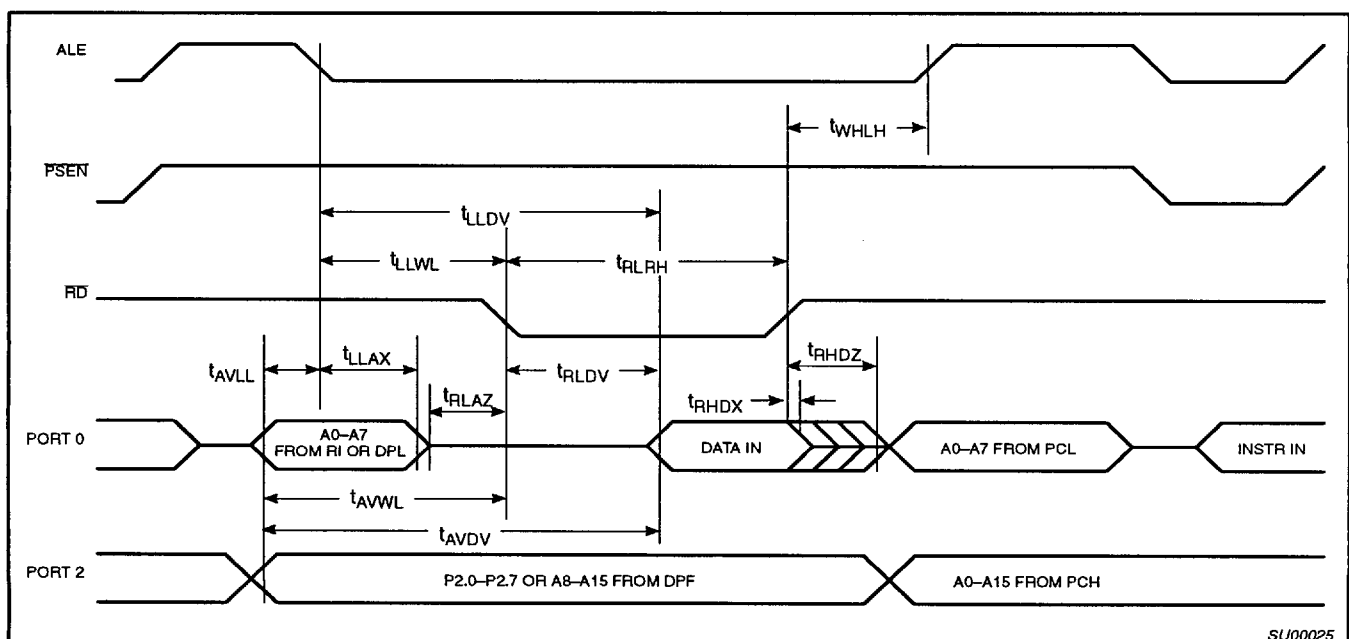 ALE
tWHLH
PSEN
tLLDV
tLLWL
tRLRH
RD
tAVLL
tLLAX
tRLAZ
tRLDV
tRHDZ
tRHDX
PORT 0
A0–A7
FROM RI OR DPL
DATA IN
A0–A7 FROM PCL
INSTR IN
tAVWL
tAVDV
PORT 2
P2.0–P2.7 OR A8–A15 FROM DPF
A0–A15 FROM PCH
SU00025